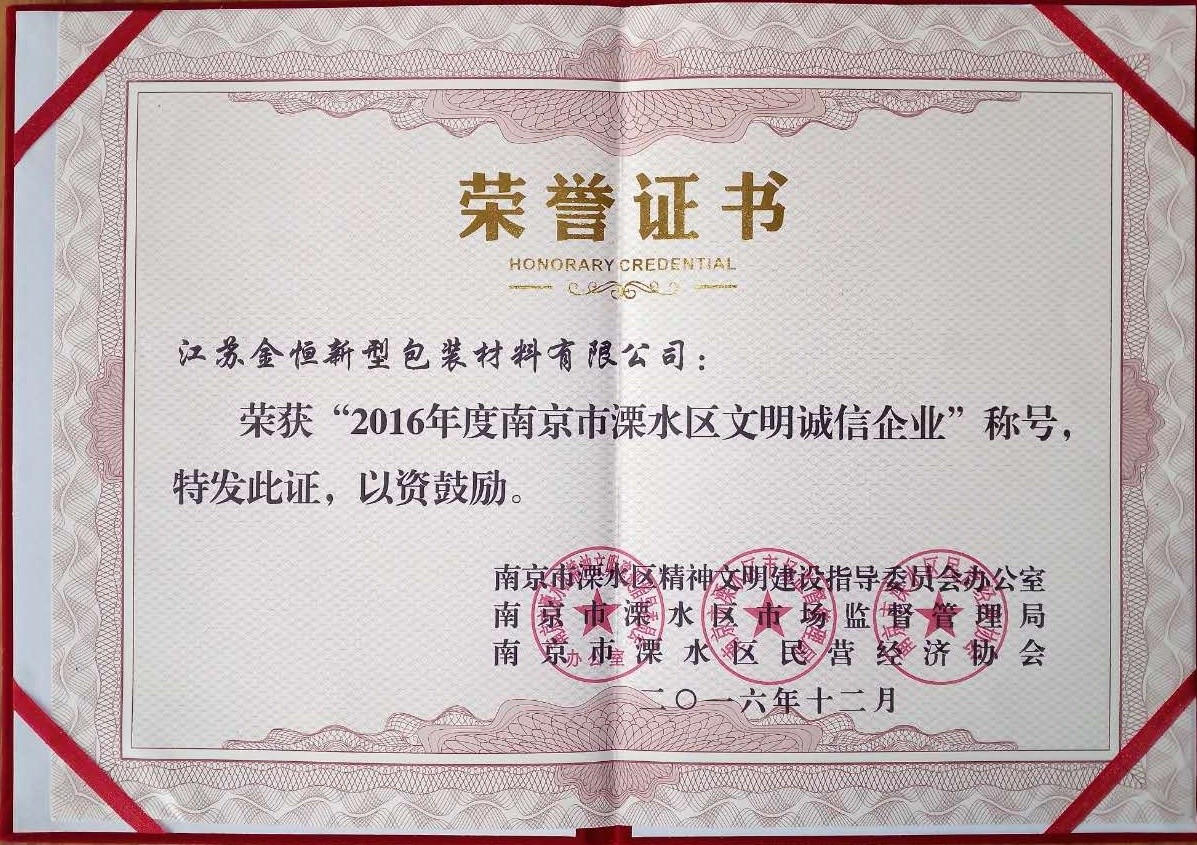 荣誉证书
HONORARY CREDENTIAL
江苏金恒新型包装材料有限公司：
荣获“2016年度南京市溧水区文明诚信企业”称号，
特发此证，以资鼓励。
南京市溧水区精神文明建设指导委员会办公室
南京市溧水区市场监督管理局
南京市溧水区民营经济协会
办公室
二〇一六年十二月